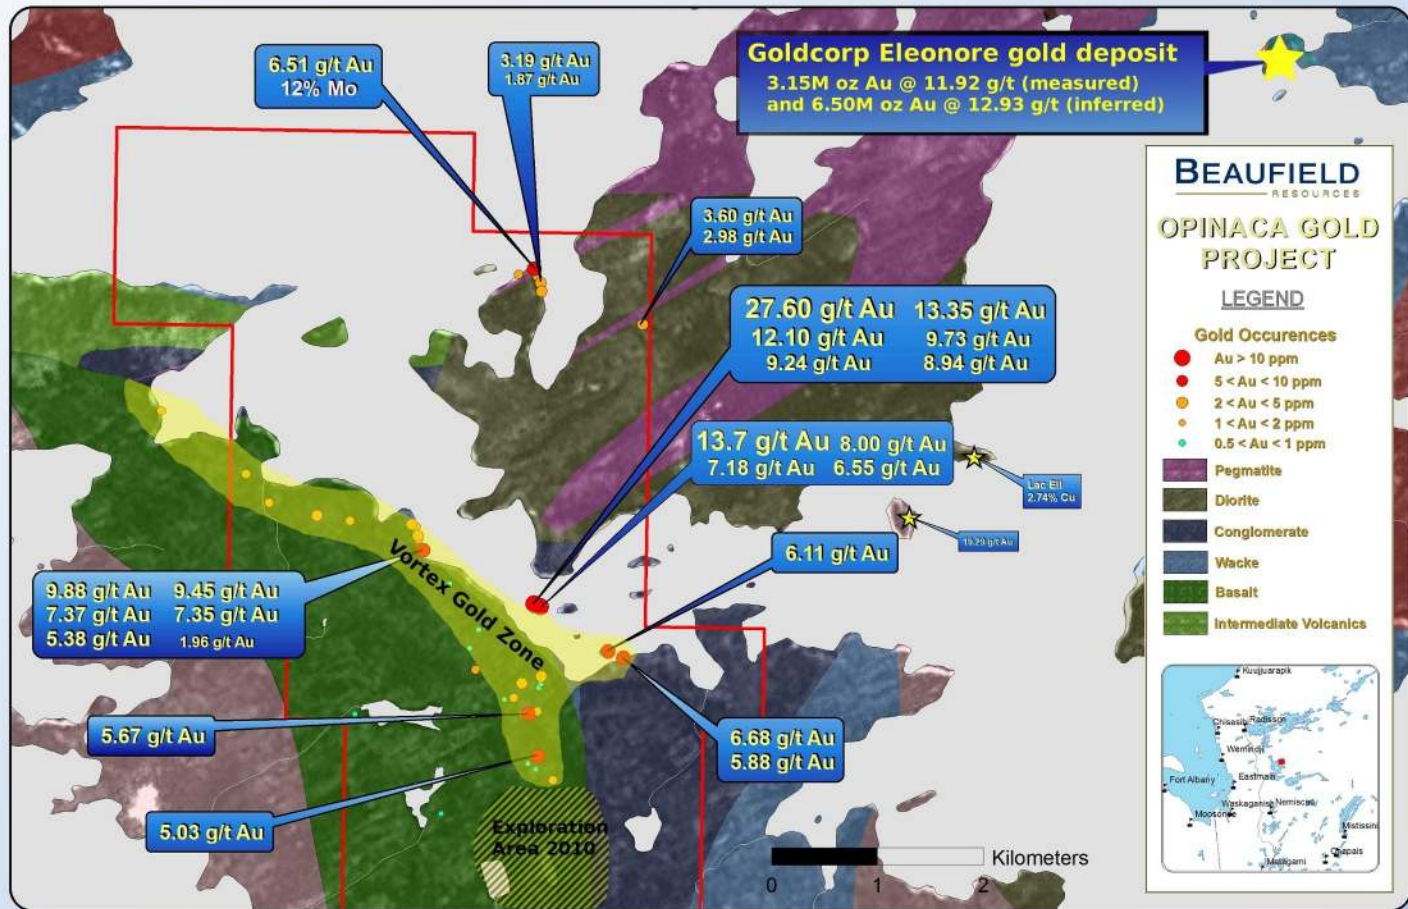 6.51 g/t Au
12% Mo
3.19 g/t Au
1.87 g/t Au
Goldcorp Eleonore gold deposit
3.15M oz Au @ 11.92 g/t (measured)
and 6.50M oz Au @ 12.93 g/t (inferred)
3.60 g/t Au
2.98 g/t Au
27.60 g/t Au 13.35 g/t Au
12.10 g/t Au 9.73 g/t Au
9.24 g/t Au 8.94 g/t Au
13.7 g/t Au 8.00 g/t Au
7.18 g/t Au 6.55 g/t Au
Lac Ell
2.74% Cu
6.11 g/t Au
Vortex Gold Zone
9.88 g/t Au 9.45 g/t Au
7.37 g/t Au 7.35 g/t Au
5.38 g/t Au 1.96 g/t Au
5.67 g/t Au
6.68 g/t Au
5.88 g/t Au
5.03 g/t Au
Exploration
Area 2010
Kilometers
0 1 2
BEAUFIELD
RESOURCES
OPINACA GOLD
PROJECT
LEGEND
Gold Occurences
Au > 10 ppm
5 < Au < 10 ppm
2 < Au < 5 ppm
1 < Au < 2 ppm
0.5 < Au < 1 ppm
Pegmatite
Diorite
Conglomerate
Wacke
Basalt
Intermediate Volcanics
Kuujjuarapik
Chisasibi Radisson
Wemindji
Fort Albany Eastmain
Waskaganish Nemiscau
Moosonee
Mistissini
Chapais
Matagami